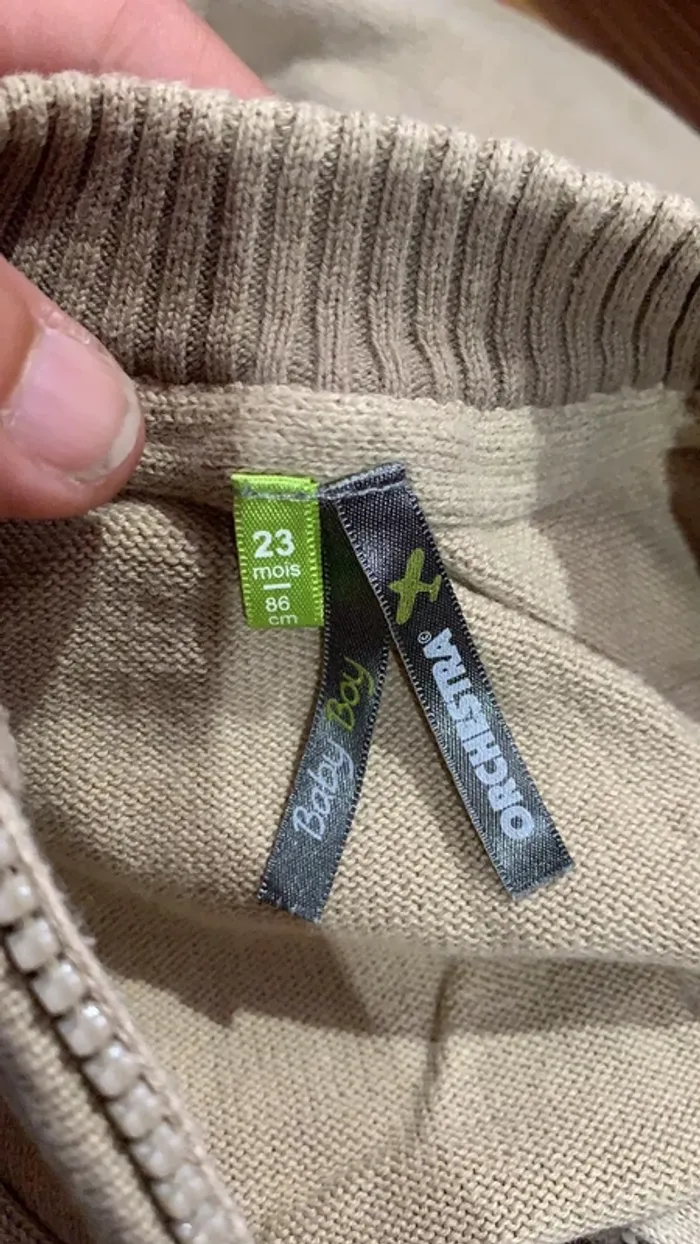 23
mois
86
cm
Baby Boy
ORCHESTRA®